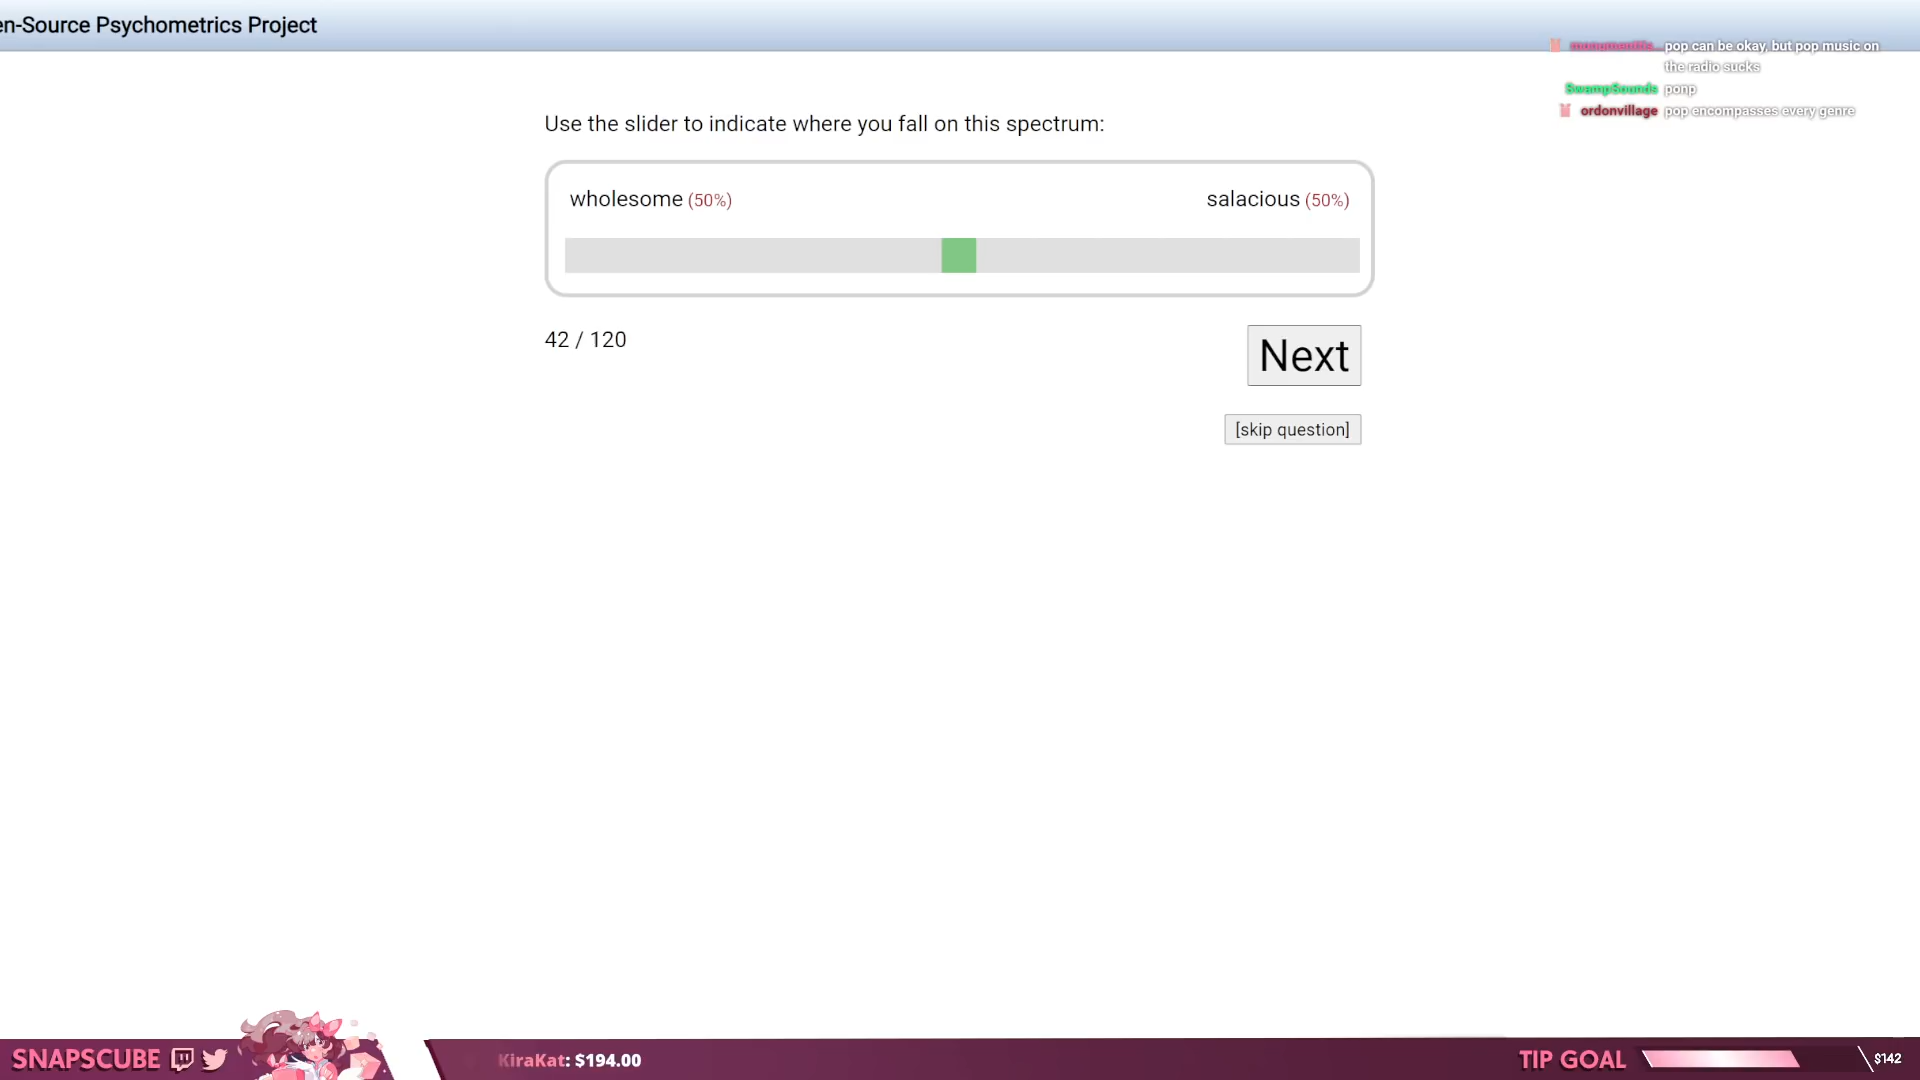 en-Source Psychometrics Project
pop can be okay, but pop music on
the radio sucks
SwampSounds ponp
ordonvillage pop encompasses every genre
Use the slider to indicate where you fall on this spectrum:
wholesome (50%) salacious (50%)
42 / 120
Next
[skip question]
SNAPSCUBE
KiraKat: $194.00
TIP GOAL
$142